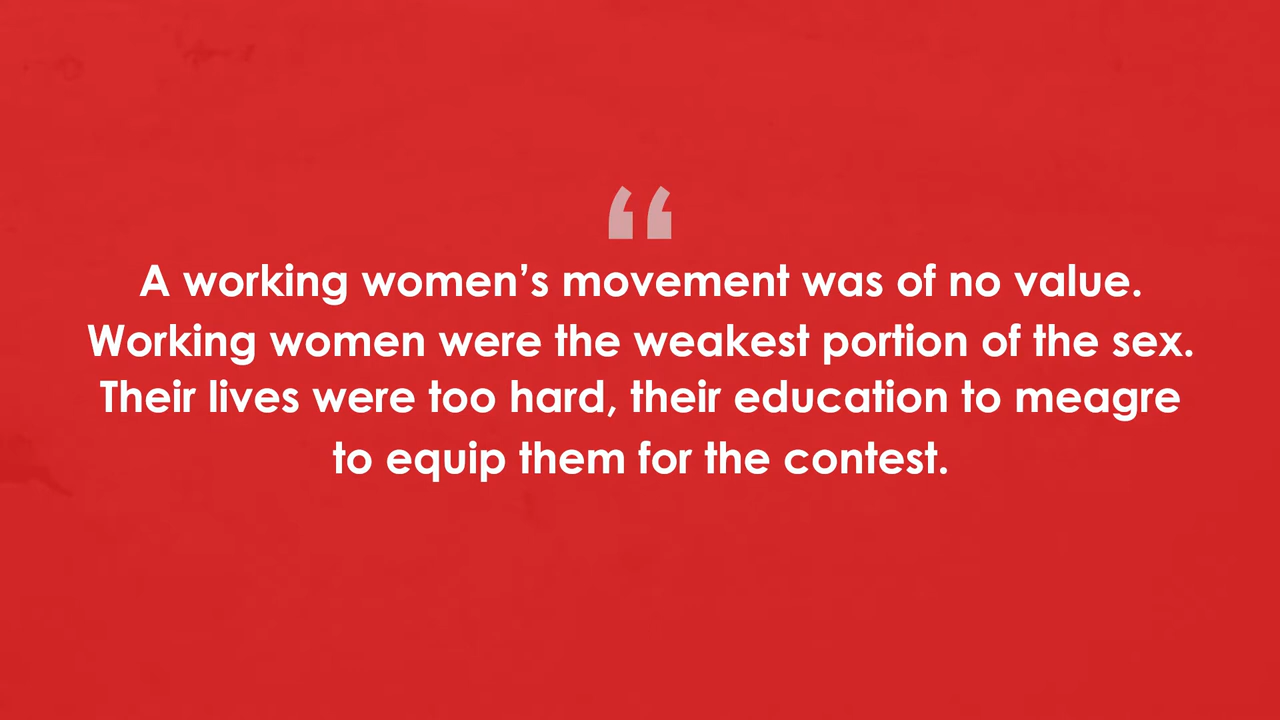 “
A working women’s movement was of no value.
Working women were the weakest portion of the sex.
Their lives were too hard, their education to meagre
to equip them for the contest.